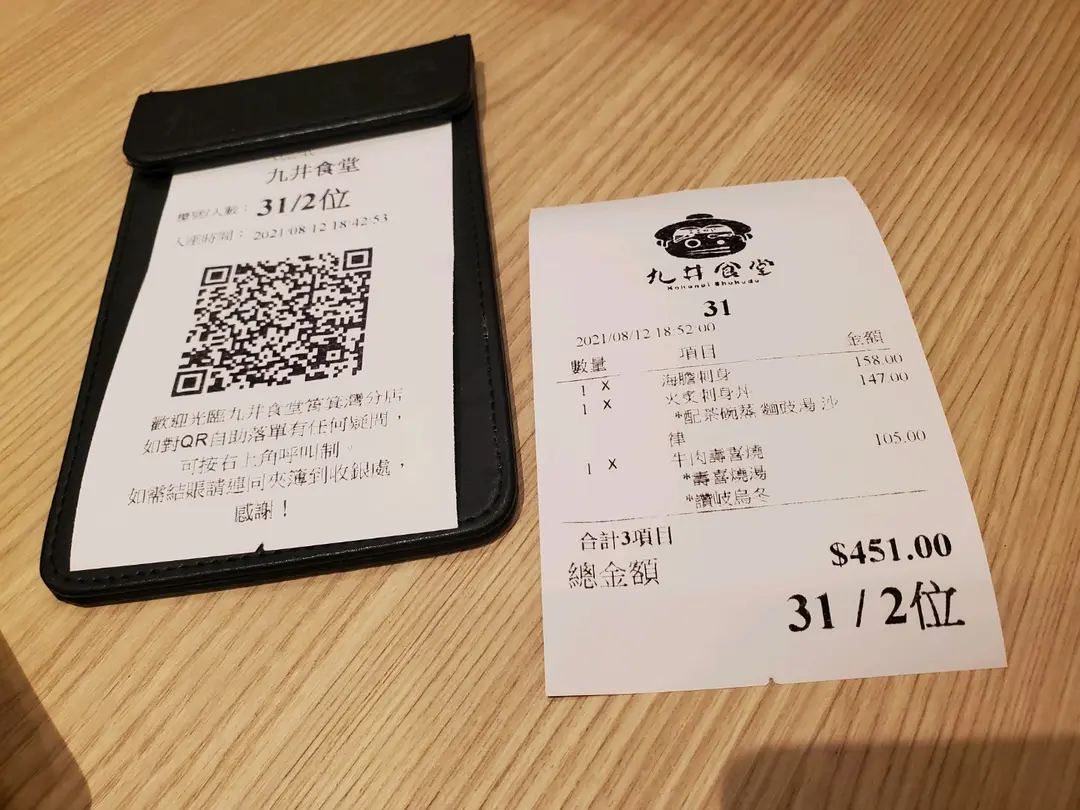 九井食堂
檯號/人數： 31/2位
入座時間： 2021/08/12 18:42:53
歡迎光臨九井食堂筲箕灣分店
如對QR自助落單有任何疑問，
可按右上角呼叫制。
如需結賬請連同夾簿到收銀處，
感謝！
九井食堂
Shokudo
31
2021/08/12 18:52:00
數量 項目 金額
1 X 海膽刺身 158.00
1 X 火炙刺身丼 147.00
*配茶碗蒸 麵豉湯 沙
律
1 X 牛肉壽喜燒 105.00
*壽喜燒湯
*讚岐烏冬
合計3項目
總金額 $451.00
31 / 2位